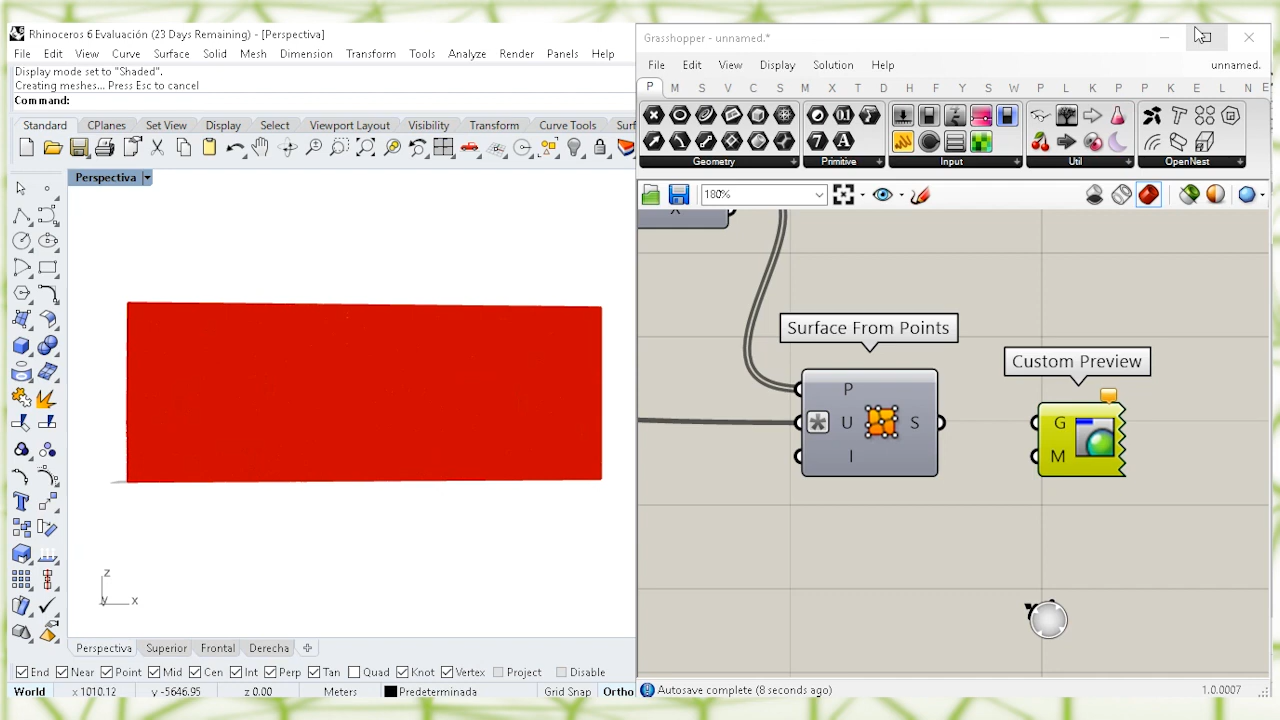 Rhinoceros 6 Evaluación (23 Days Remaining) - [Perspectiva]
File Edit View Curve Surface Solid Mesh Dimension Transform Tools Analyze Render Panels Help
Display mode set to "Shaded".
Creating meshes... Press Esc to cancel
Command:
Standard CPlanes Set View Display Select Viewport Layout Visibility Transform Curve Tools Surf
Perspectiva
z
y x
Perspectiva Superior Frontal Derecha
End Near Point Mid Cen Int Perp Tan Quad Knot Vertex Project Disable
World x 1010.12 y -5646.95 z 0.00 Meters Predeterminada Grid Snap Ortho
Grasshopper - unnamed.*
File Edit View Display Solution Help unnamed.
P M S V C S M X T D H F Y S W P L K M P P C K E L N E
Geometry Primitive Input Util OpenNest
180%
X
Surface From Points
P
U S
I
Custom Preview
G
M
Autosave complete (8 seconds ago) 1.0.0007